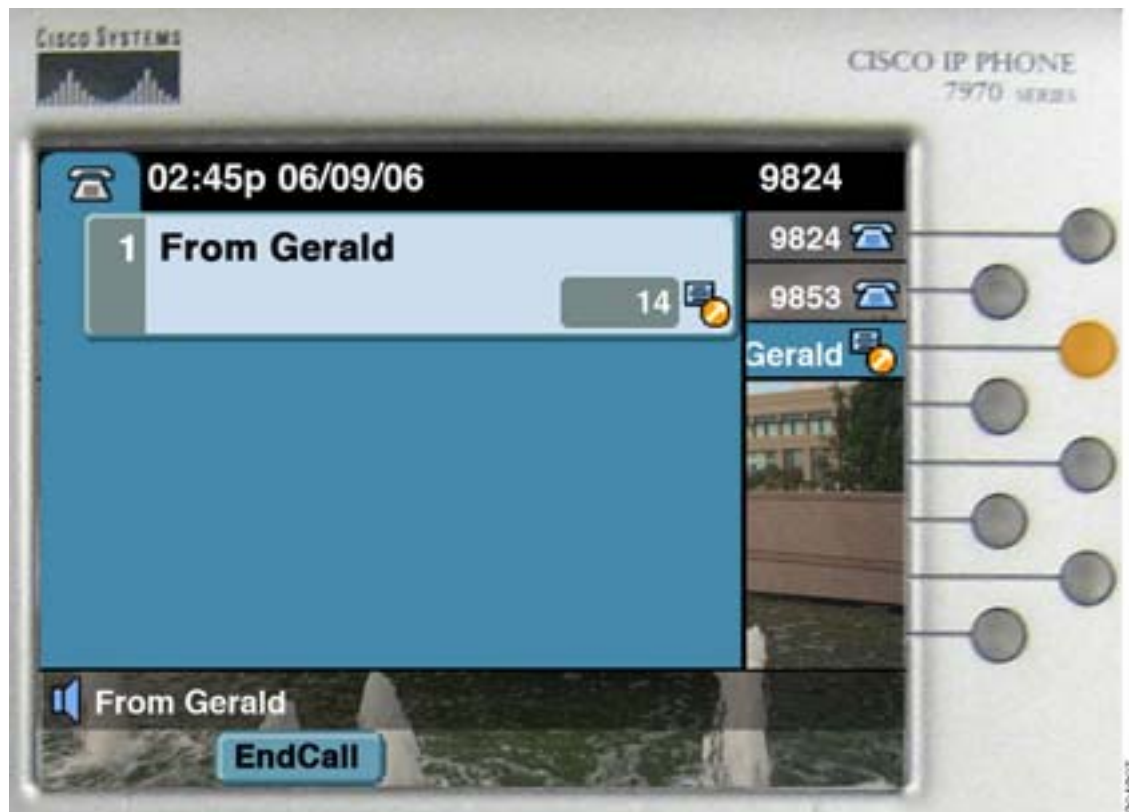 CISCO SYSTEMS
CISCO IP PHONE
7970 SERIES
02:45p 06/09/06
9824
1 From Gerald
14
9824
9853
Gerald
From Gerald
EndCall